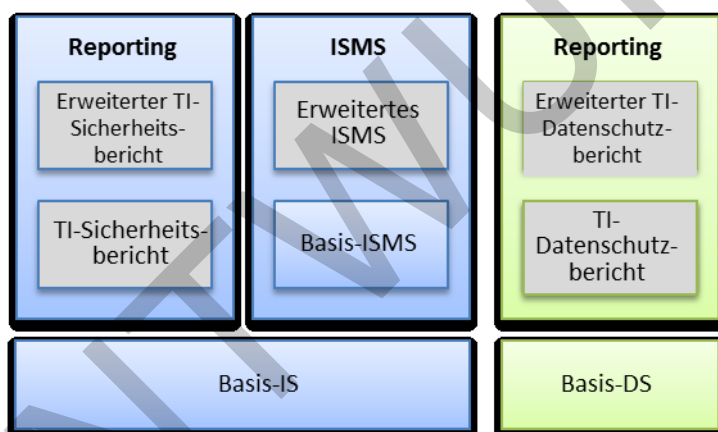 Reporting
Erweiterter TI-
Sicherheits-
bericht
TI-Sicherheits-
bericht
ISMS
Erweitertes
ISMS
Basis-ISMS
Reporting
Erweiterter TI-
Datenschutz-
bericht
TI-
Datenschutz-
bericht
Basis-IS
Basis-DS